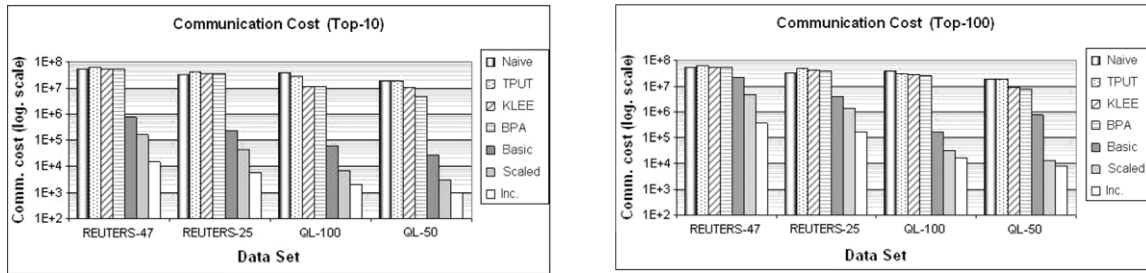 Communication Cost (Top-10)
Comm. cost (log. scale)
1E+8
1E+7
1E+6
1E+5
1E+4
1E+3
1E+2
REUTERS-47
REUTERS-25
QL-100
QL-50
Data Set
Naive
TPUT
KLEE
BPA
Basic
Scaled
Inc.
Communication Cost (Top-100)
Comm. cost (log. scale)
1E+8
1E+7
1E+6
1E+5
1E+4
1E+3
1E+2
REUTERS-47
REUTERS-25
QL-100
QL-50
Data Set
Naive
TPUT
KLEE
BPA
Basic
Scaled
Inc.